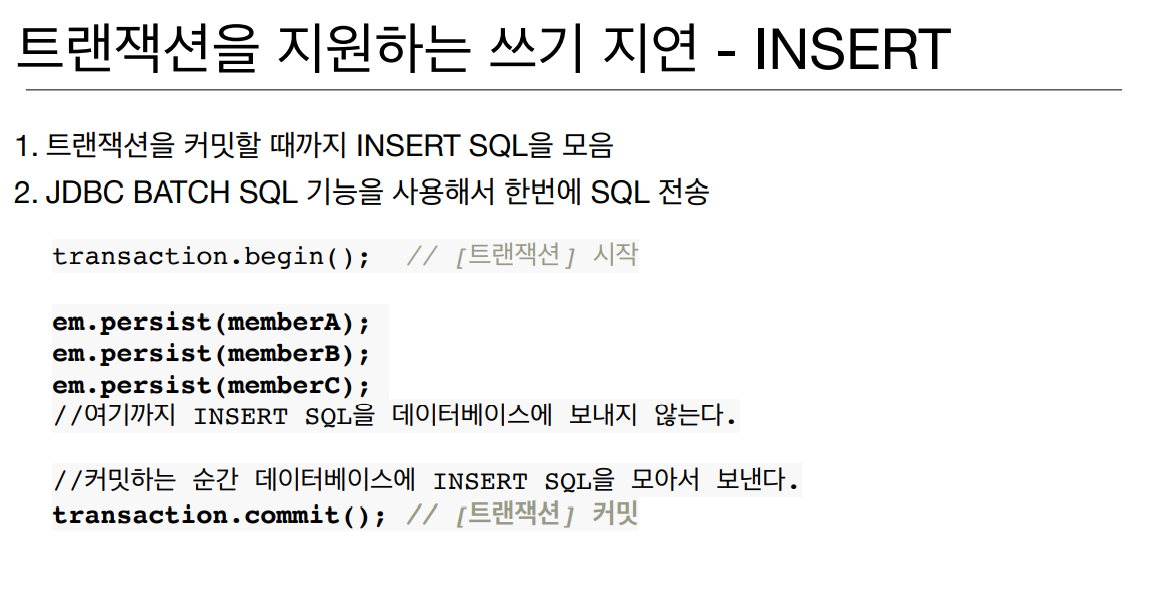 트랜잭션을 지원하는 쓰기 지연 - INSERT
1. 트랜잭션을 커밋할 때까지 INSERT SQL을 모음
2. JDBC BATCH SQL 기능을 사용해서 한번에 SQL 전송
transaction.begin();  // [트랜잭션] 시작
em.persist(memberA);
em.persist(memberB);
em.persist(memberC);
//여기까지 INSERT SQL을 데이터베이스에 보내지 않는다.
//커밋하는 순간 데이터베이스에 INSERT SQL을 모아서 보낸다.
transaction.commit(); // [트랜잭션] 커밋